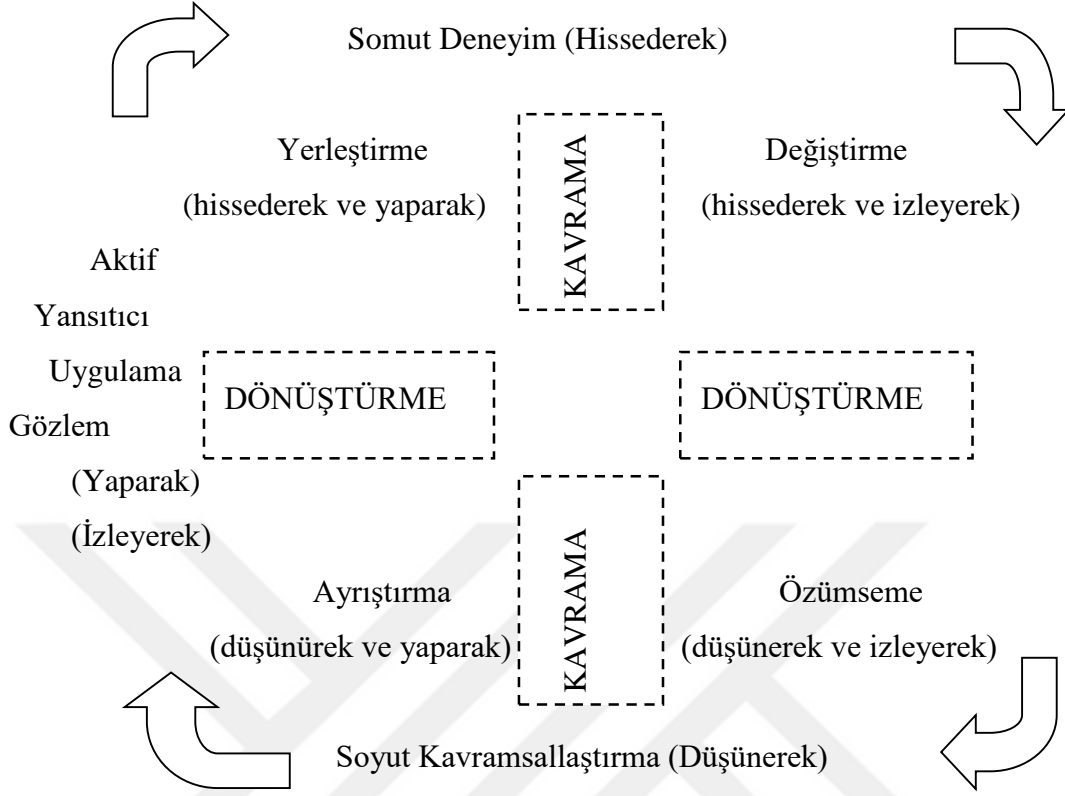 Somut Deneyim (Hissederek)
Yerleştirme
(hissederek ve yaparak)
KAVRAMA
Değiştirme
(hissederek ve izleyerek)
Aktif
Yansıtıcı
Uygulama
Gözlem
(Yaparak)
(İzleyerek)
DÖNÜŞTÜRME
DÖNÜŞTÜRME
Ayrıştırma
(düşünürek ve yaparak)
KAVRAMA
Özümseme
(düşünerek ve izleyerek)
Soyut Kavramsallaştırma (Düşünerek)